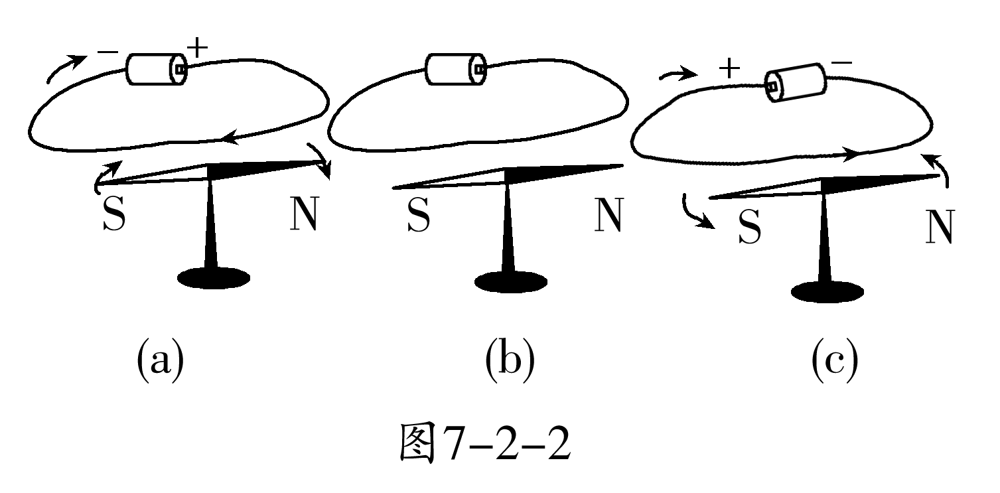 − + + −
S N S N S N
(a) (b) (c)
图7−2−2